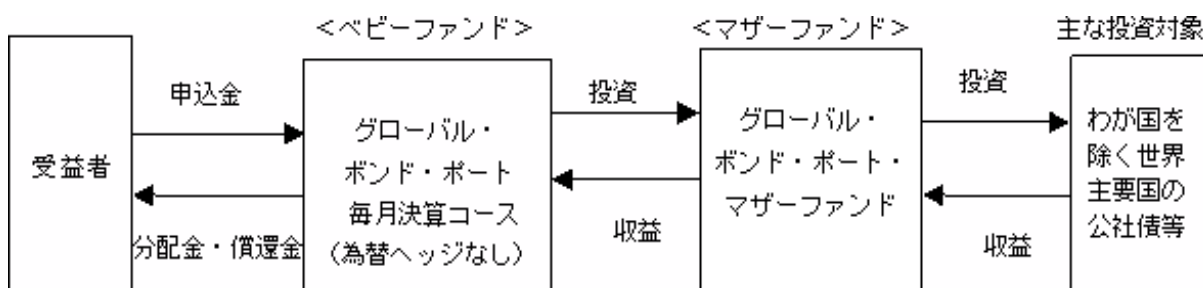 <ベビーファンド>
<マザーファンド>
主な投資対象
申込金
投資
投資
受益者
グローバル・
ボンド・ポート
毎月決算コース
(為替ヘッジなし)
グローバル・
ボンド・ポート・
マザーファンド
わが国を
除く世界
主要国の
公社債等
分配金・償還金
収益
収益